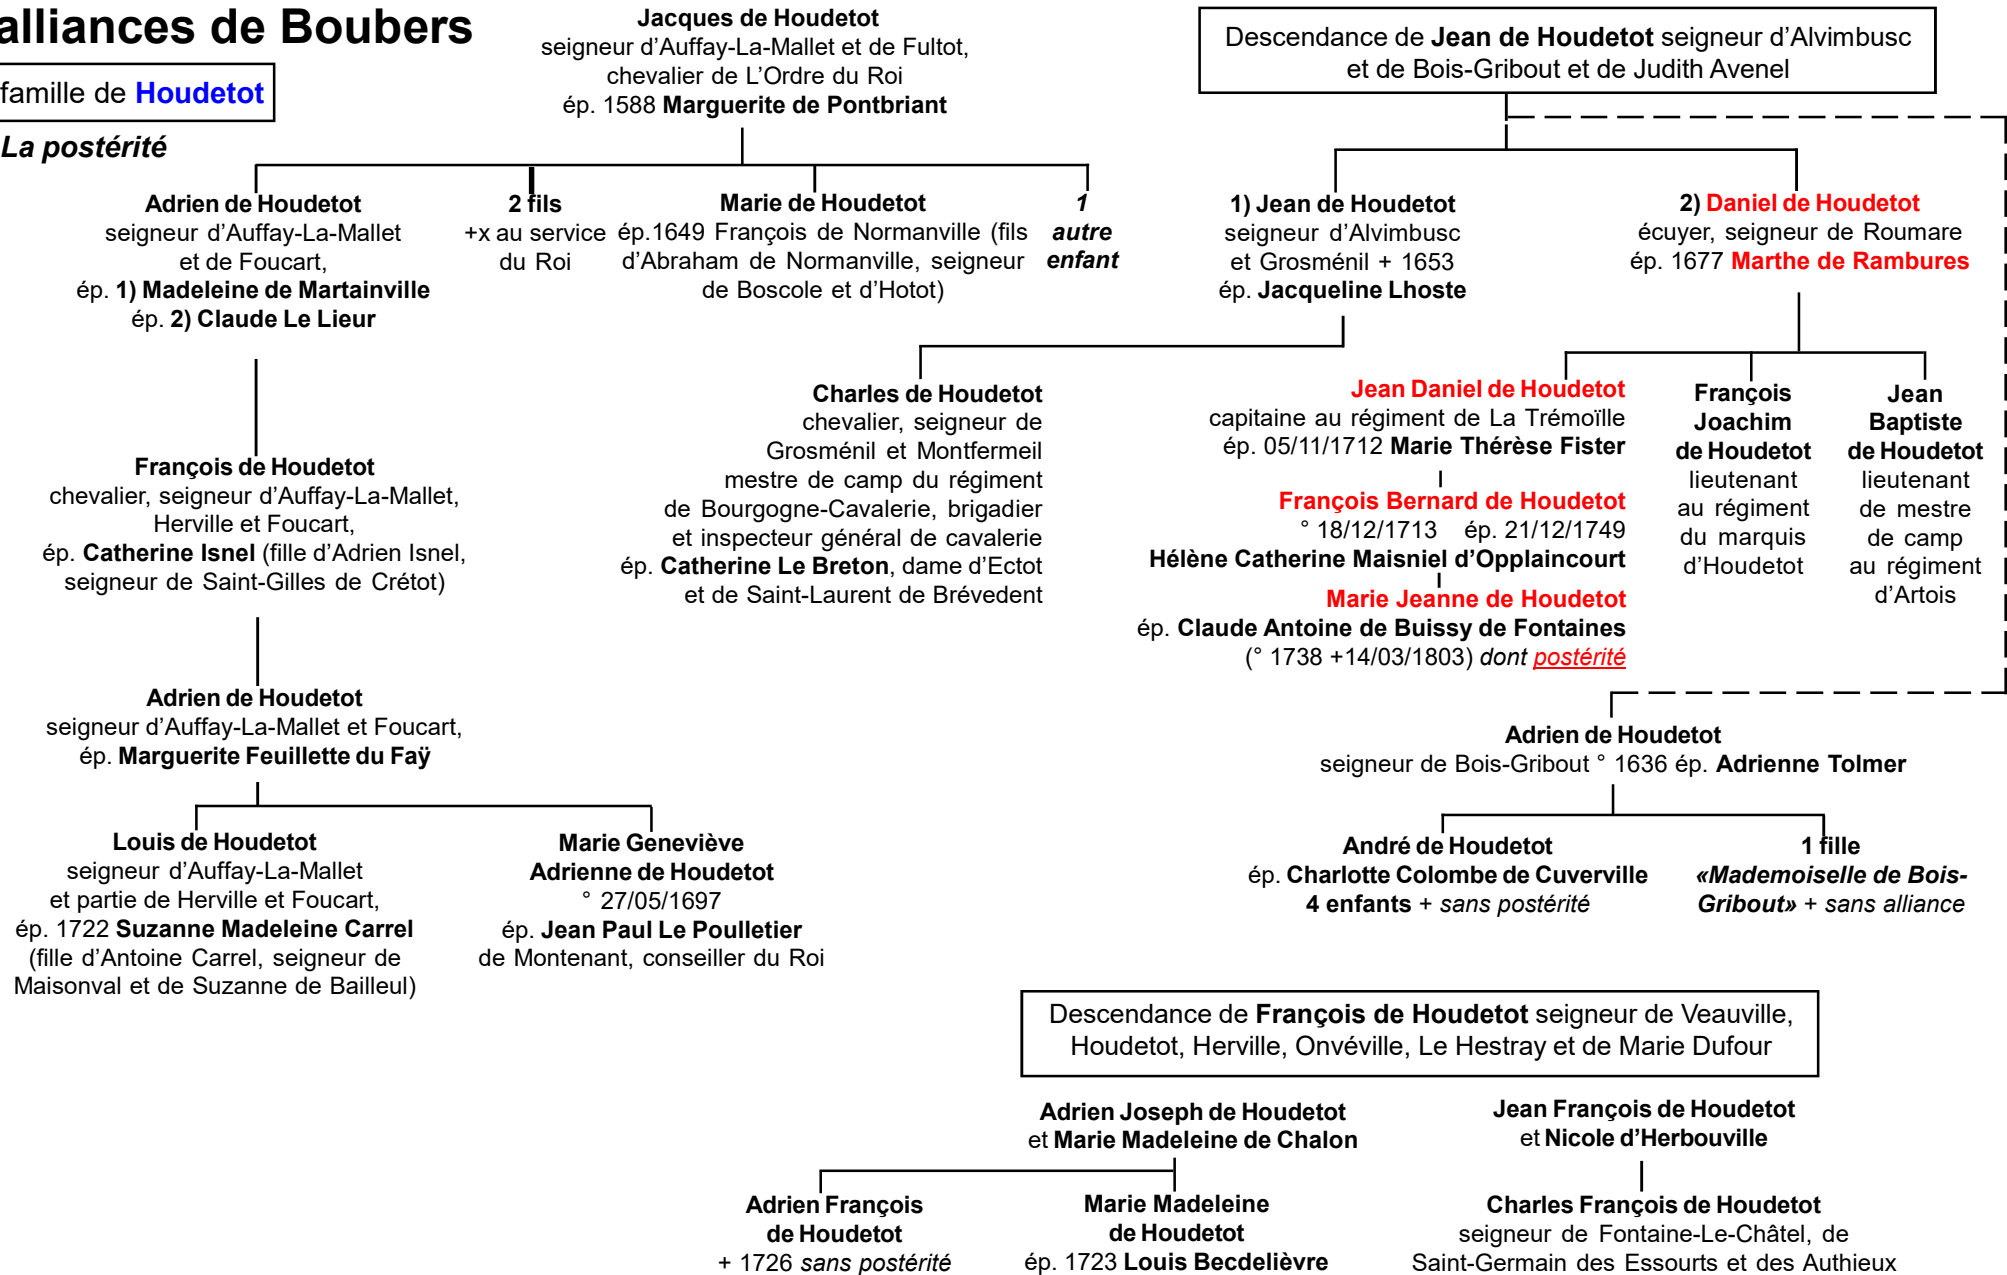 alliances de Boubers
famille de Houdetot
La postérité
Jacques de Houdetot
seigneur d'Auffay-La-Mallet et de Fultot,
chevalier de L'Ordre du Roi
ép. 1588 Marguerite de Pontbriant
Descendance de Jean de Houdetot seigneur d'Alvimbusc
et de Bois-Gribout et de Judith Avenel
Adrien de Houdetot
seigneur d'Auffay-La-Mallet
et de Foucart,
ép. 1) Madeleine de Martainville
ép. 2) Claude Le Lieur
2 fils
+x au service
du Roi
Marie de Houdetot
ép.1649 François de Normanville (fils
d'Abraham de Normanville, seigneur
de Boscole et d'Hotot)
1
autre
enfant
1) Jean de Houdetot
seigneur d'Alvimbusc
et Grosménil + 1653
ép. Jacqueline Lhoste
2) Daniel de Houdetot
écuyer, seigneur de Roumare
ép. 1677 Marthe de Rambures
Charles de Houdetot
chevalier, seigneur de
Grosménil et Montfermeil
mestre de camp du régiment
de Bourgogne-Cavalerie, brigadier
et inspecteur général de cavalerie
ép. Catherine Le Breton, dame d'Ectot
et de Saint-Laurent de Brévedent
Jean Daniel de Houdetot
capitaine au régiment de La Trémoïlle
ép. 05/11/1712 Marie Thérèse Fister
François Bernard de Houdetot
° 18/12/1713 ép. 21/12/1749
Hélène Catherine Maisniel d'Opplaincourt
Marie Jeanne de Houdetot
ép. Claude Antoine de Buissy de Fontaines
(° 1738 +14/03/1803) dont postérité
François
Joachim
de Houdetot
lieutenant
au régiment
du marquis
d'Houdetot
Jean
Baptiste
de Houdetot
lieutenant
de mestre
de camp
au régiment
d'Artois
François de Houdetot
chevalier, seigneur d'Auffay-La-Mallet,
Herville et Foucart,
ép. Catherine Isnel (fille d'Adrien Isnel,
seigneur de Saint-Gilles de Crétot)
Adrien de Houdetot
seigneur d'Auffay-La-Mallet et Foucart,
ép. Marguerite Feuillette du Faÿ
Adrien de Houdetot
seigneur de Bois-Gribout ° 1636 ép. Adrienne Tolmer
Louis de Houdetot
seigneur d'Auffay-La-Mallet
et partie de Herville et Foucart,
ép. 1722 Suzanne Madeleine Carrel
(fille d'Antoine Carrel, seigneur de
Maisonval et de Suzanne de Bailleul)
Marie Geneviève
Adrienne de Houdetot
° 27/05/1697
ép. Jean Paul Le Poulletier
de Montenant, conseiller du Roi
André de Houdetot
ép. Charlotte Colombe de Cuverville
4 enfants + sans postérité
1 fille
«Mademoiselle de Bois-
Gribout» + sans alliance
Descendance de François de Houdetot seigneur de Veauville,
Houdetot, Herville, Onvéville, Le Hestray et de Marie Dufour
Adrien Joseph de Houdetot
et Marie Madeleine de Chalon
Jean François de Houdetot
et Nicole d'Herbouville
Adrien François
de Houdetot
+ 1726 sans postérité
Marie Madeleine
de Houdetot
ép. 1723 Louis Becdelièvre
Charles François de Houdetot
seigneur de Fontaine-Le-Châtel, de
Saint-Germain des Essourts et des Authieux